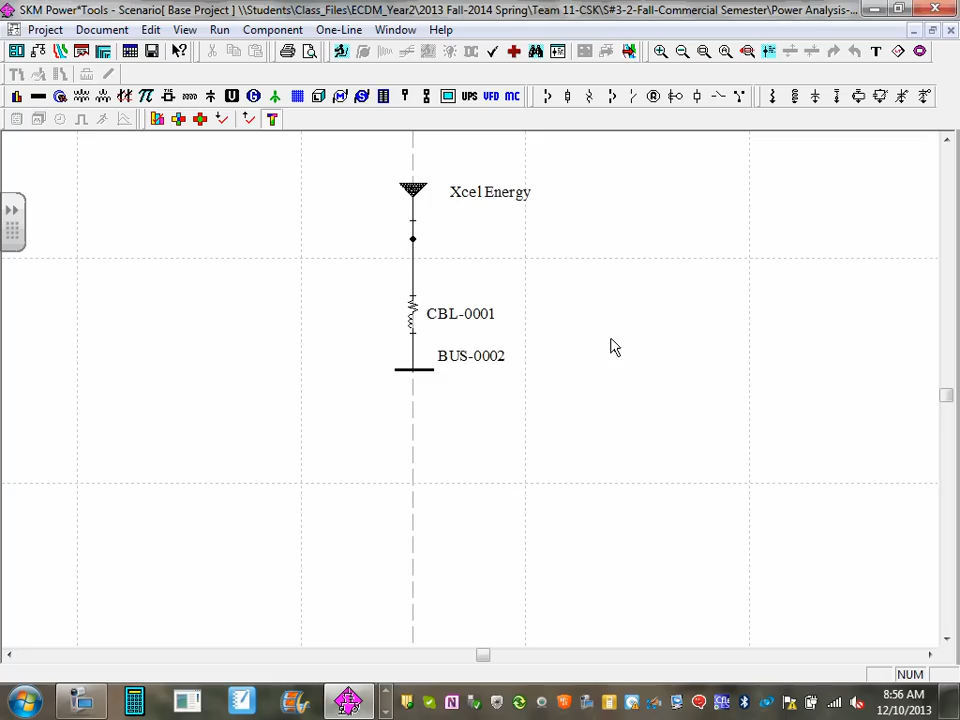 SKM Power*Tools - Scenario[ Base Project ] \\Students\Class_Files\ECDM_Year2\2013 Fall-2014 Spring\Team 11-CSK\S#3-2-Fall-Commercial Semester\Power Analysis-...
Project Document Edit View Run Component One-Line Window Help
DC
UPS VFD MC
Xcel Energy
CBL-0001
BUS-0002
NUM
8:56 AM
12/10/2013